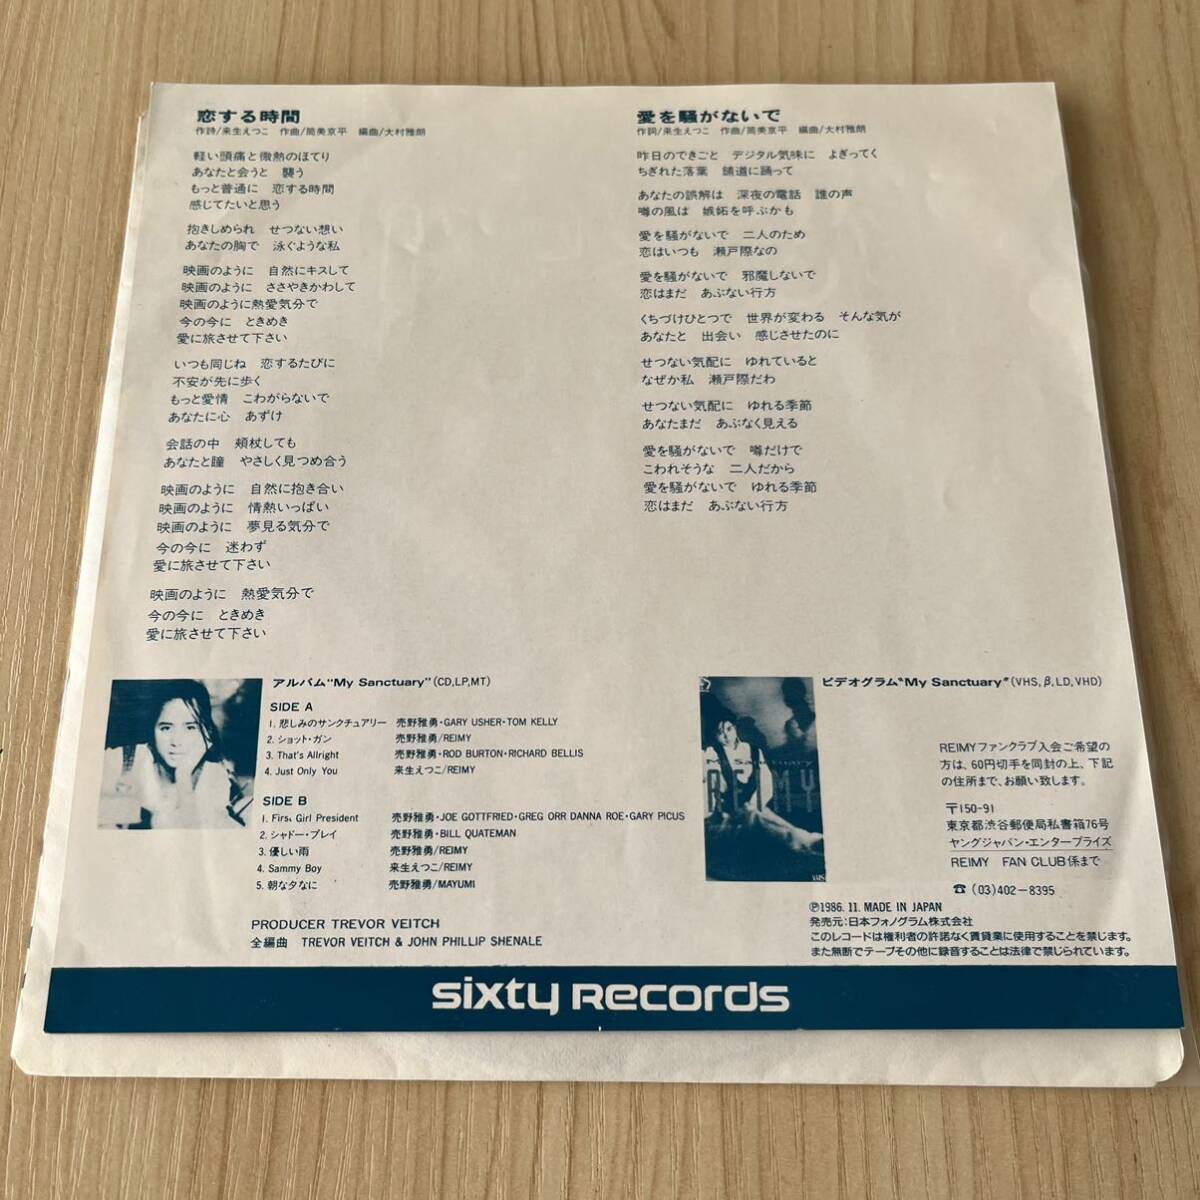 恋する時間
作詩/来生えつこ 作曲/筒美京平 編曲/大村雅朗
軽い頭痛と微熱のほてり
あなたと会うと 襲う
もっと普通に 恋する時間
感じてたいと思う
抱きしめられ せつない想い
あなたの胸で 泳ぐような私
映画のように 自然にキスして
映画のように ささやきかわして
映画のように熱愛気分で
今の今に ときめき
愛に旅させて下さい
いつも同じね 恋するたびに
不安が先に歩く
もっと愛情 こわがらないで
あなたに心 あずけ
会話の中 頬杖しても
あなたと瞳 やさしく見つめ合う
映画のように 自然に抱き合い
映画のように 情熱いっぱい
映画のように 夢見る気分で
今の今に 迷わず
愛に旅させて下さい
映画のように 熱愛気分で
今の今に ときめき
愛に旅させて下さい
愛を騒がないで
作詞/来生えつこ 作曲/筒美京平 編曲/大村雅朗
昨日のできごと デジタル気味に よぎってく
ちぎれた落葉 舗道に踊って
あなたの誤解は 深夜の電話 誰の声
噂の風は 嫉妬を呼ぶかも
愛を騒がないで 二人のため
恋はいつも 瀬戸際なの
愛を騒がないで 邪魔しないで
恋はまだ あぶない行方
くちづけひとつで 世界が変わる そんな気が
あなたと 出会い 感じさせたのに
せつない気配に ゆれていると
なぜか私 瀬戸際だわ
せつない気配に ゆれる季節
あなたまだ あぶなく見える
愛を騒がないで 噂だけで
こわれそうな 二人だから
愛を騒がないで ゆれる季節
恋はまだ あぶない行方
アルバム“My Sanctuary”(CD,LP,MT)
SIDE A
1. 悲しみのサンクチュアリー 売野雅勇・GARY USHER・TOM KELLY
2. ショット・ガン 売野雅勇/REIMY
3. That's Allright 売野雅勇・ROD BURTON・RICHARD BELLIS
4. Just Only You 来生えつこ/REIMY
SIDE B
1. First Girl President 売野雅勇・JOE GOTTFRIED・GREG ORR DANNA ROE・GARY PICUS
2. シャドー・プレイ 売野雅勇・BILL QUATEMAN
3. 優しい雨 売野雅勇/REIMY
4. Sammy Boy 来生えつこ/REIMY
5. 朝な夕なに 売野雅勇/MAYUMI
PRODUCER TREVOR VEITCH
全編曲 TREVOR VEITCH & JOHN PHILLIP SHENALE
ビデオグラム“My Sanctuary”(VHS, β, LD, VHD)
My Sanctuary
REIMY
VHS
REIMYファンクラブ入会ご希望の
方は、60円切手を同封の上、下記
の住所まで、お願い致します。
〒150-91
東京都渋谷郵便局私書箱76号
ヤングジャパン・エンタープライズ
REIMY FAN CLUB係まで
☎ (03)402-8395
Ⓟ1986. 11. MADE IN JAPAN
発売元:日本フォノグラム株式会社
このレコードは権利者の許諾なく賃貸業に使用することを禁じます。
また無断でテープその他に録音することは法律で禁じられています。
sixty Records